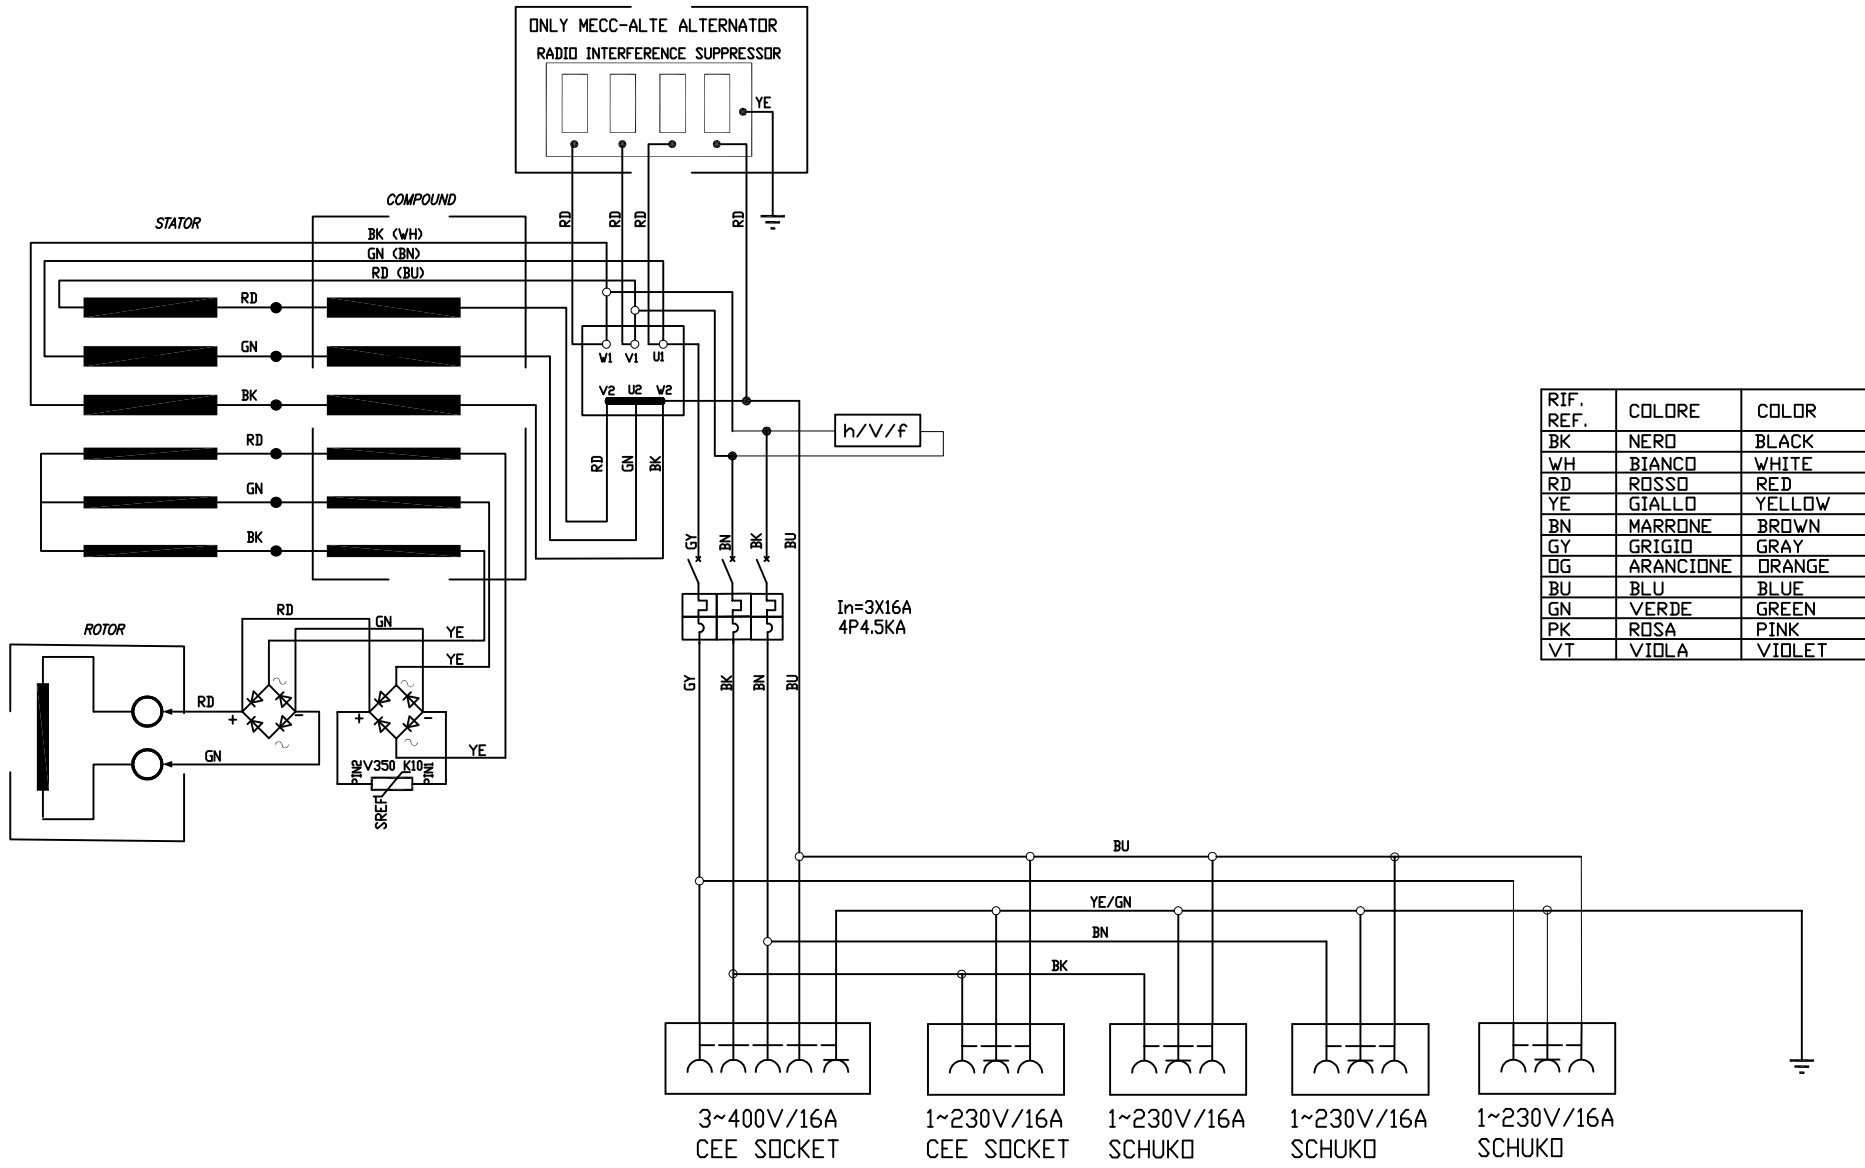 ONLY MECC-ALTE ALTERNATOR
RADIO INTERFERENCE SUPPRESSOR
YE
RD
RD
RD
RD
STATOR
COMPOUND
BK (WH)
GN (BN)
RD (BU)
RD
GN
BK
RD
GN
BK
W1 V1 U1
V2 U2 W2
RD
GN
BK
h/V/f
GY
BN
BK
BU
In=3X16A
4P4.5KA
GY
BK
BN
BU
ROTOR
RD
GN
YE
YE
RD
GN
+
-
+
-
YE
PIN2
V350 K10
PIN1
SREF
RIF. REF. COLORE COLOR
BK NERO BLACK
WH BIANCO WHITE
RD ROSSO RED
YE GIALLO YELLOW
BN MARRONE BROWN
GY GRIGIO GRAY
OG ARANCIONE ORANGE
BU BLU BLUE
GN VERDE GREEN
PK ROSA PINK
VT VIOLA VIOLET
BU
YE/GN
BN
BK
3~400V/16A
CEE SOCKET
1~230V/16A
CEE SOCKET
1~230V/16A
SCHUKO
1~230V/16A
SCHUKO
1~230V/16A
SCHUKO